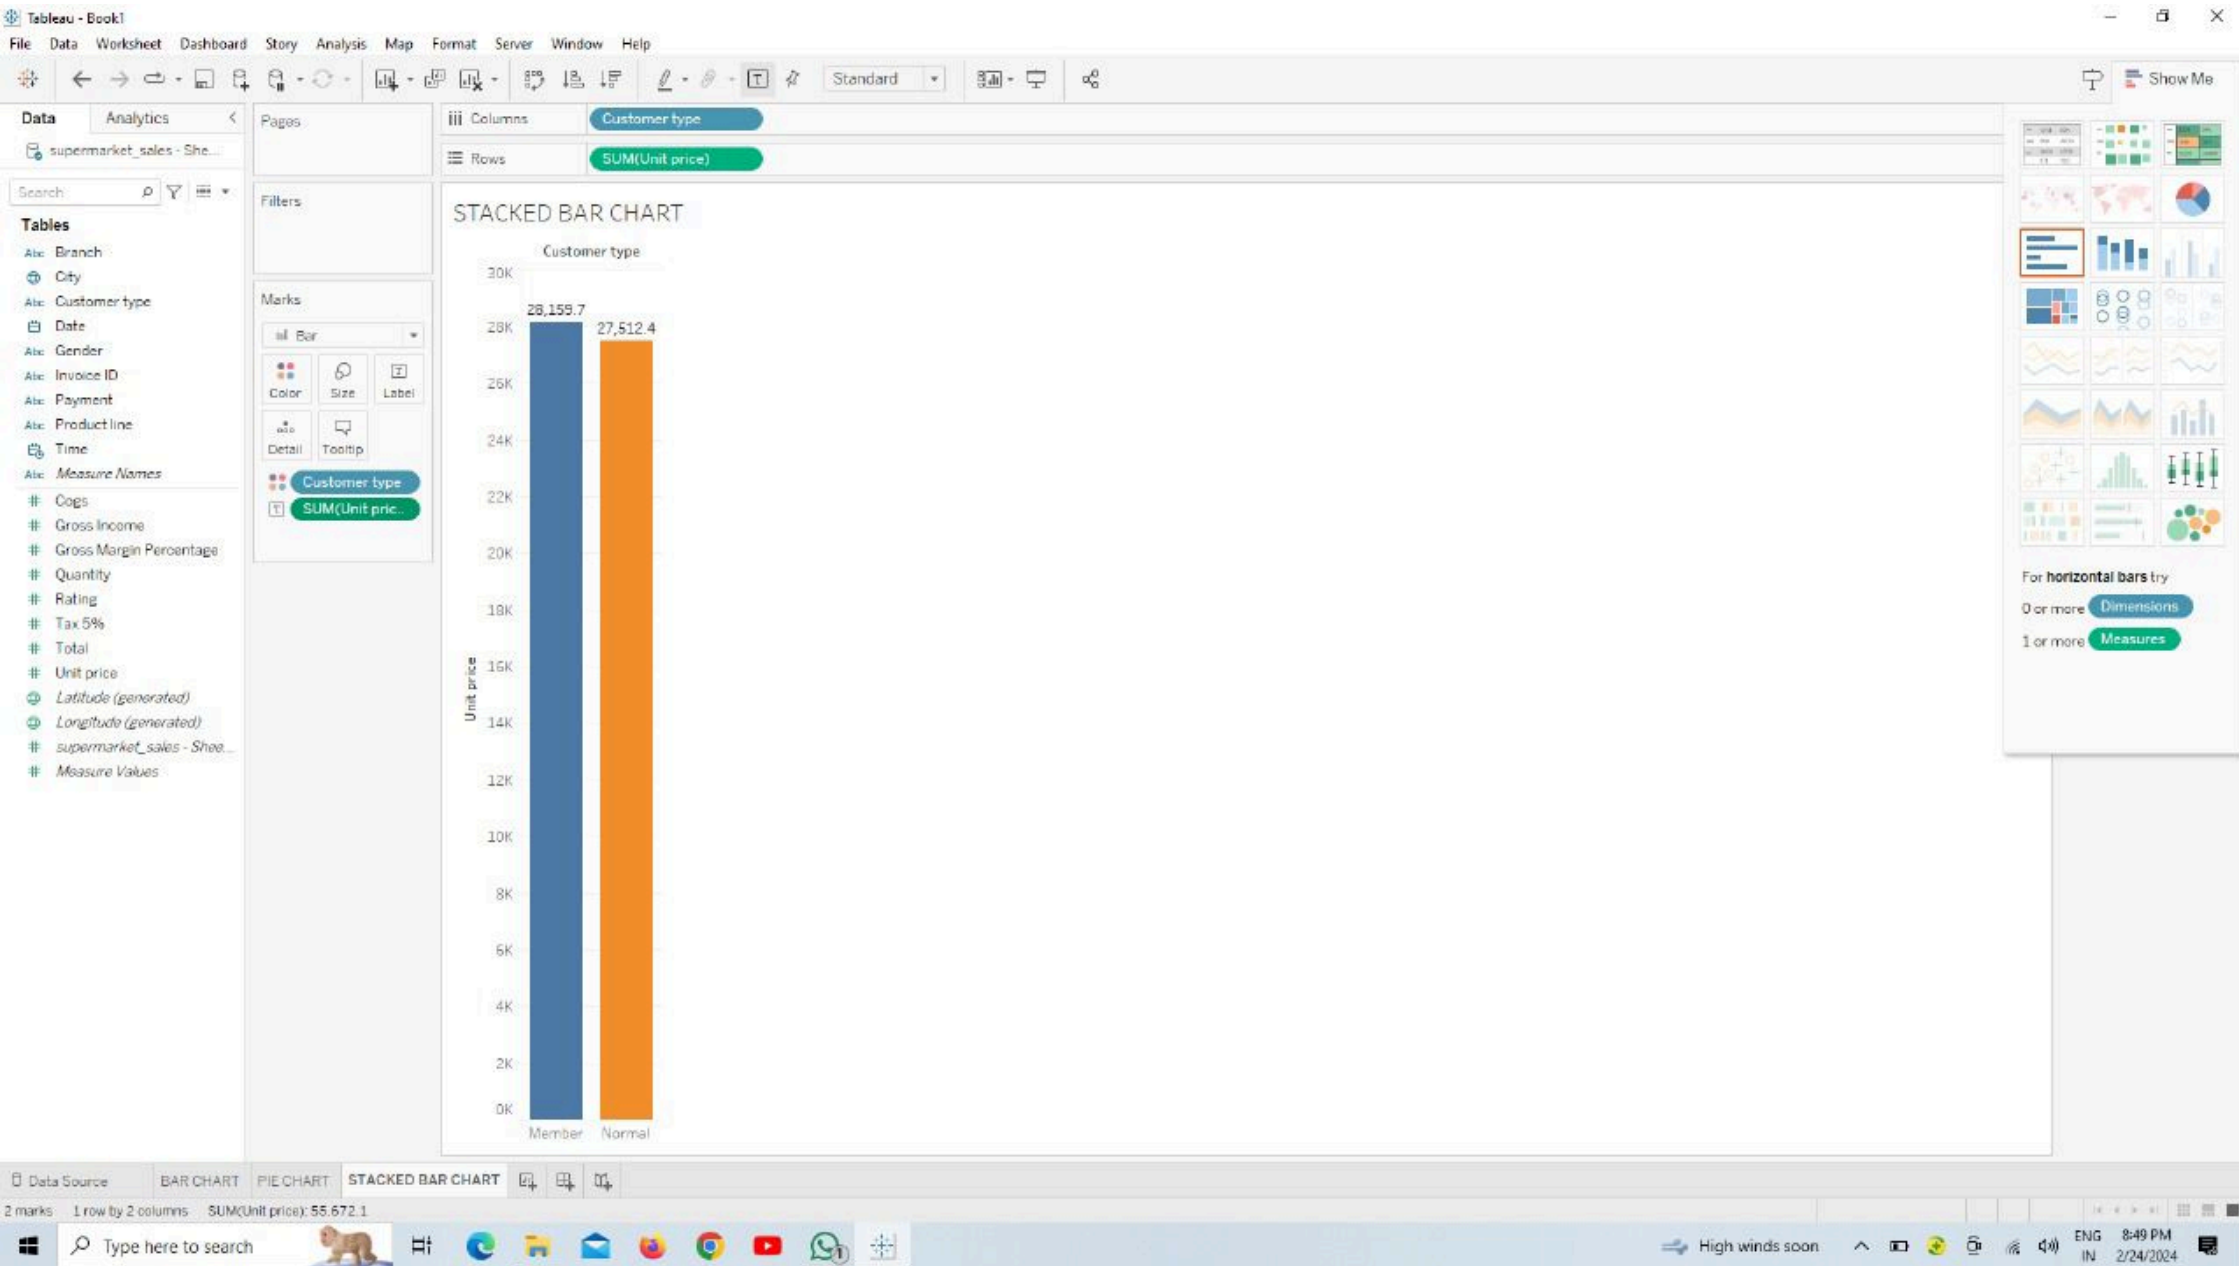 Tableau - Book1
File Data Worksheet Dashboard Story Analysis Map Format Server Window Help
Standard
Show Me
Data Analytics
Pages
iii Columns Customer type
supermarket_sales - She...
Rows SUM(Unit price)
Search
Filters
STACKED BAR CHART
Tables
Customer type
Abc Branch
City
Abc Customer type
Date
Abc Gender
Abc Invoice ID
Abc Payment
Abc Product line
Time
Abc Measure Names
# Cogs
# Gross Income
# Gross Margin Percentage
# Quantity
# Rating
# Tax 5%
# Total
# Unit price
Latitude (generated)
Longitude (generated)
# supermarket_sales - Shee...
# Measure Values
Marks
Bar
Color Size Label
Detail Tooltip
Customer type
SUM(Unit pric..
30K
28K
26K
24K
22K
20K
18K
16K
14K
12K
10K
8K
6K
4K
2K
0K
Unit price
28,159.7
27,512.4
Member Normal
For horizontal bars try
0 or more Dimensions
1 or more Measures
Data Source BAR CHART PIE CHART STACKED BAR CHART
2 marks 1 row by 2 columns SUM(Unit price): 55,672.1
Type here to search
High winds soon
ENG
IN
8:49 PM
2/24/2024